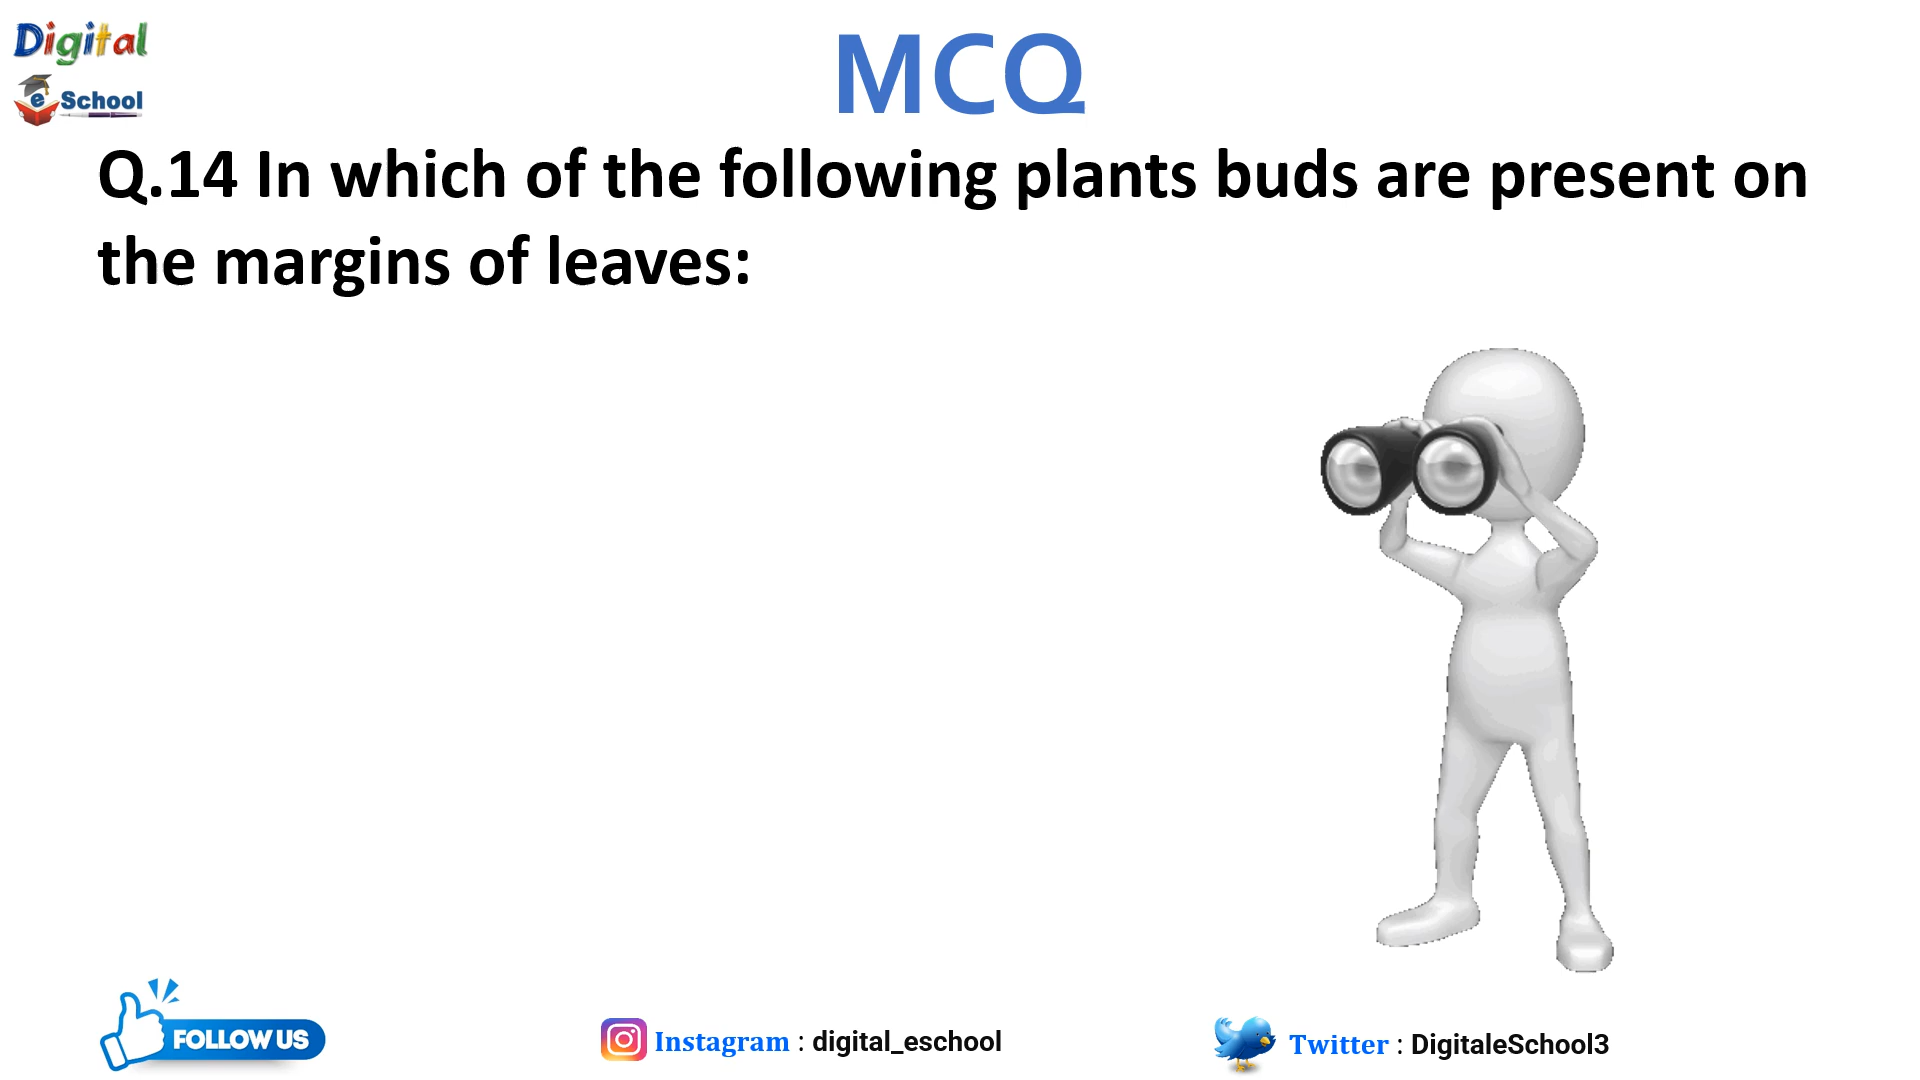 Digital
e School
MCQ
Q.14 In which of the following plants buds are present on
the margins of leaves:
FOLLOW US
Instagram : digital_eschool
Twitter : DigitaleSchool3